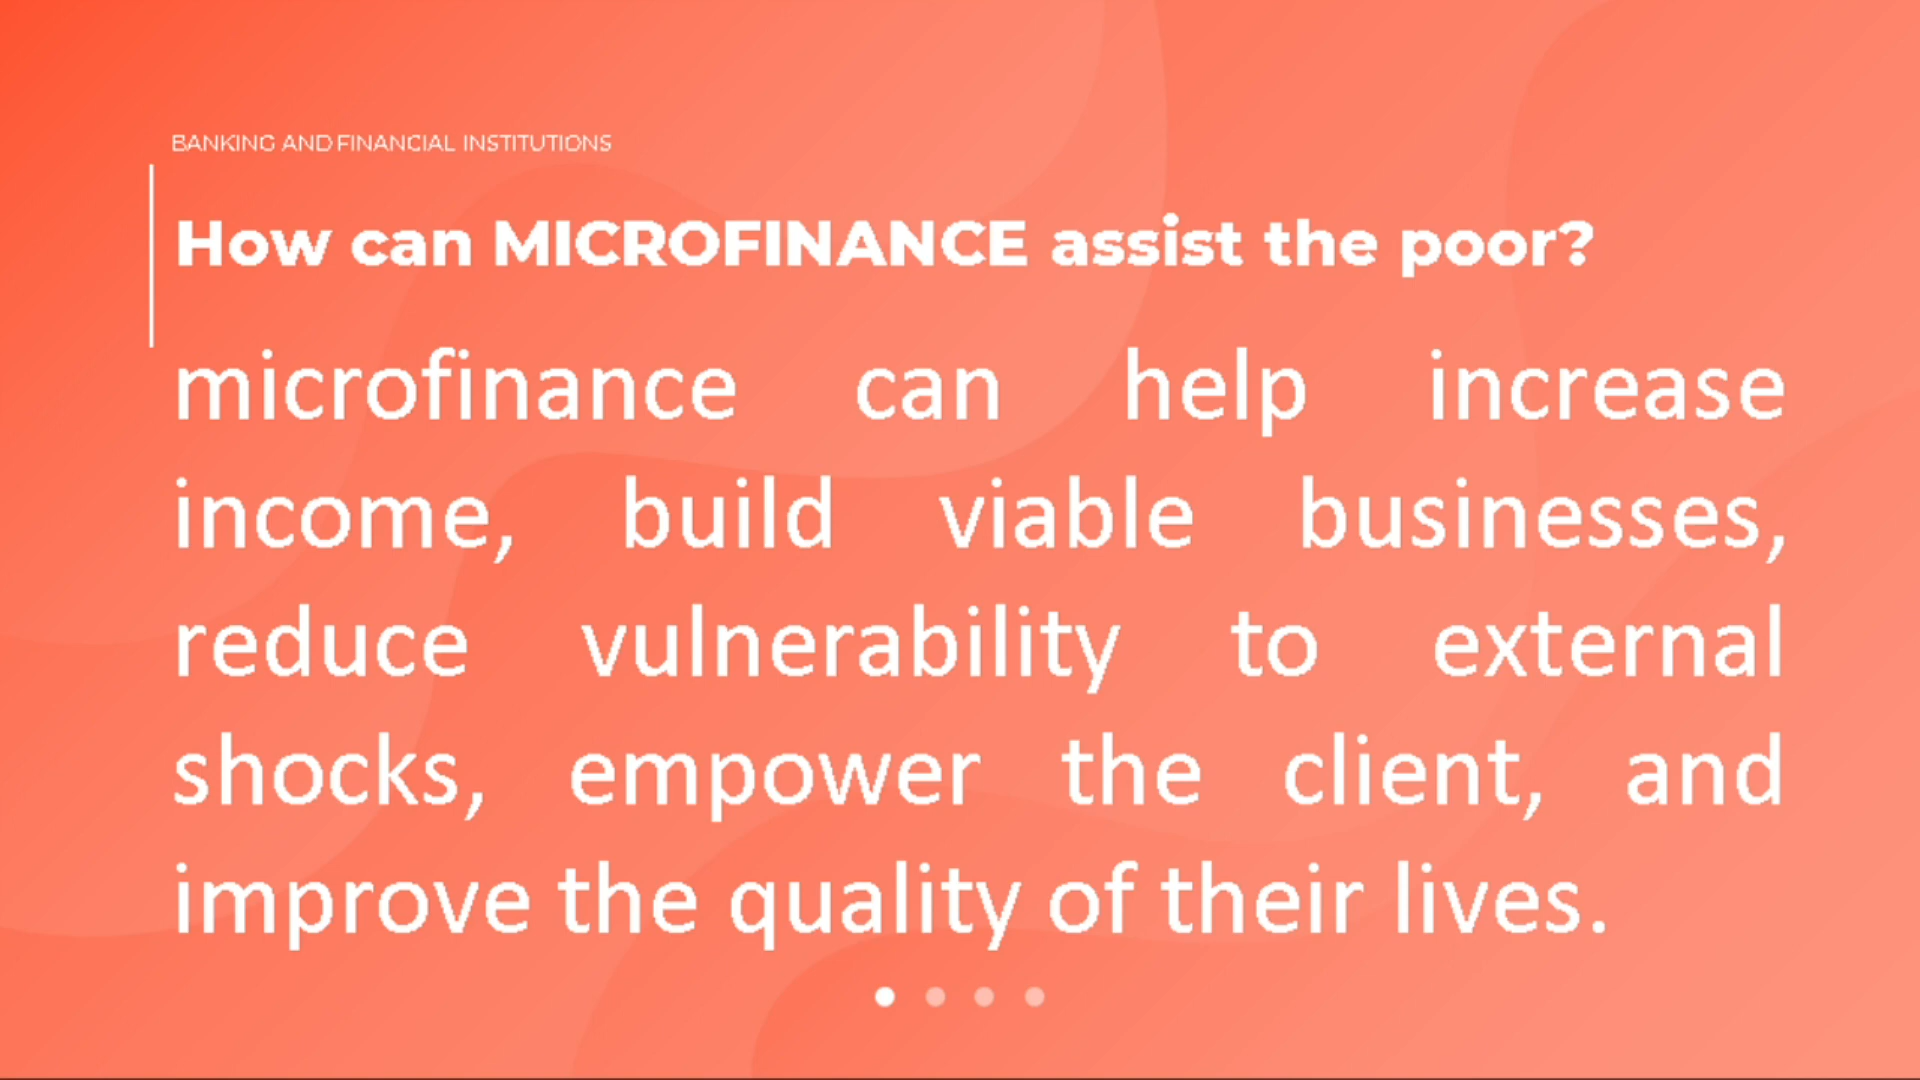 BANKING AND FINANCIAL INSTITUTIONS
How can MICROFINANCE assist the poor?
microfinance can help increase
income, build viable businesses,
reduce vulnerability to external
shocks, empower the client, and
improve the quality of their lives.